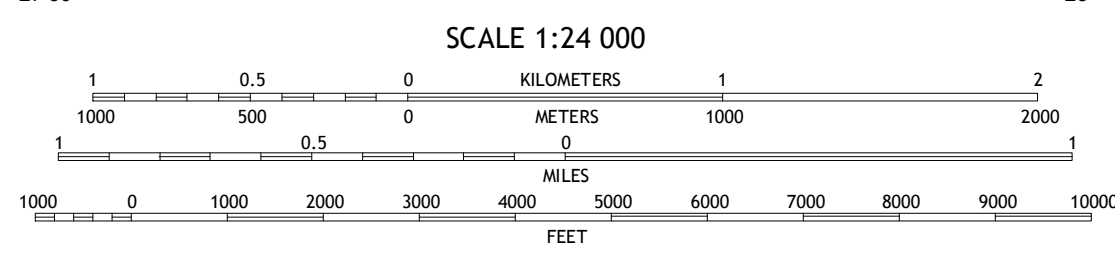 SCALE 1:24 000
1 0.5 0 KILOMETERS 1 2
1000 500 0 METERS 1000 2000
1 0.5 0 1
MILES
1000 0 1000 2000 3000 4000 5000 6000 7000 8000 9000 10000
FEET